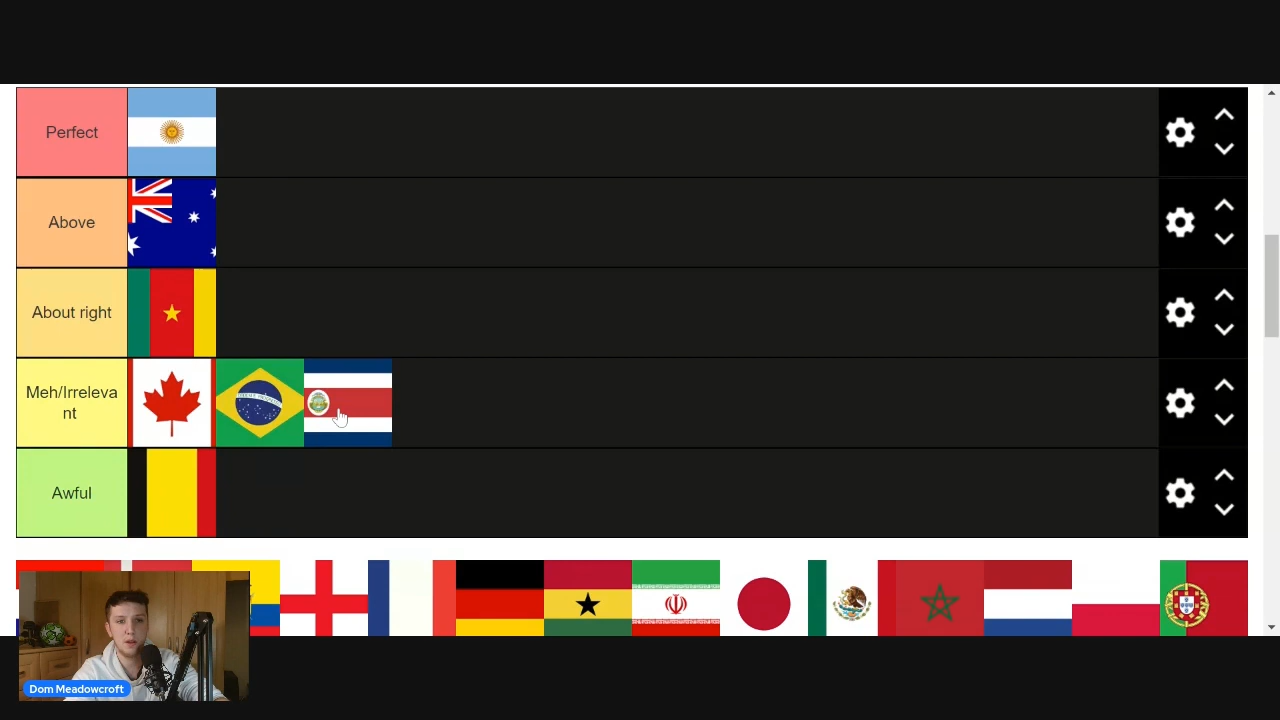 Perfect
Above
About right
Meh/Irreleva
nt
Awful
Dom Meadowcroft